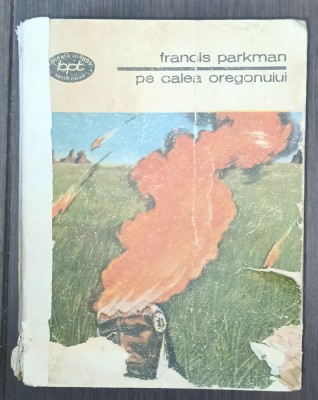 bpt
francis parkman
pe calea oregonului